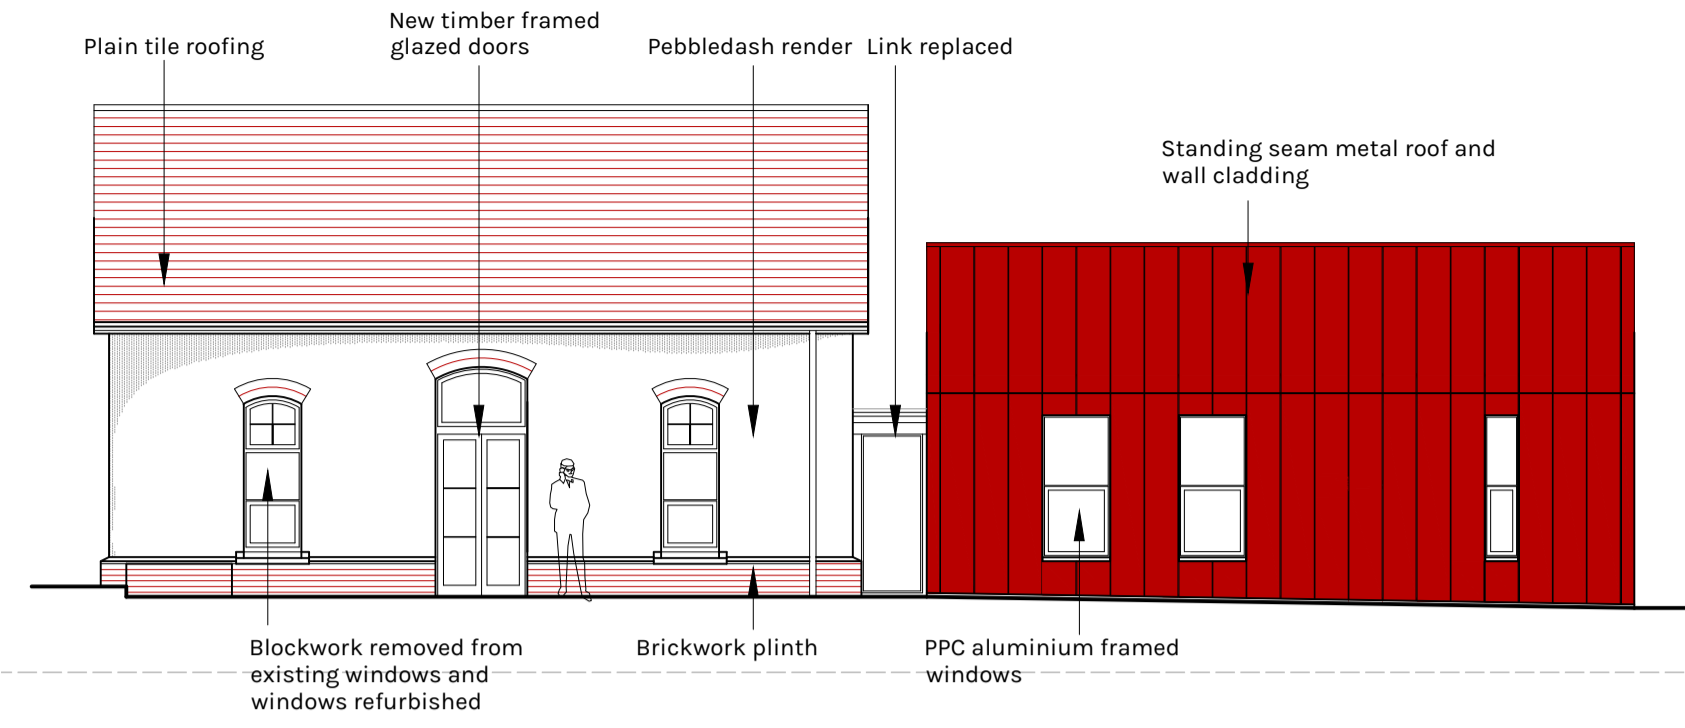 New timber framed
glazed doors
Plain tile roofing
Pebbledash render
Link replaced
Standing seam metal roof and
wall cladding
Blockwork removed from
existing windows and
windows refurbished
Brickwork plinth
PPC aluminium framed
windows